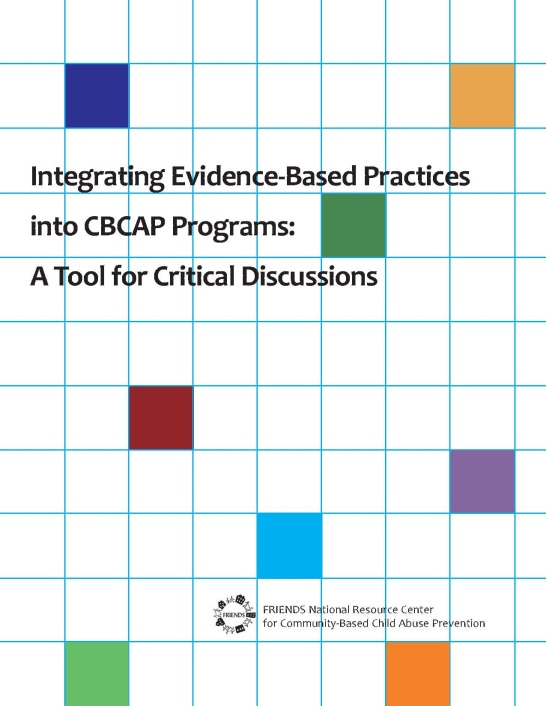 Integrating Evidence-Based Practices
into CBCAP Programs:
A Tool for Critical Discussions
FRIENDS
FRIENDS National Resource Center
for Community-Based Child Abuse Prevention